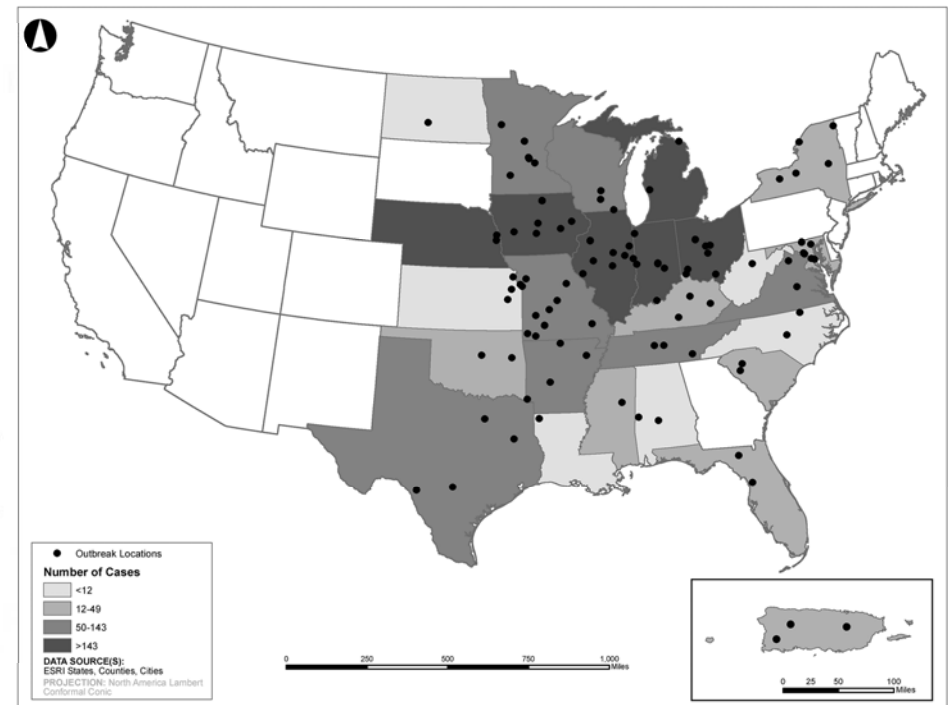 Outbreak Locations
Number of Cases
<12
12-49
50-143
>143
DATA SOURCE(S):
ESRI States, Counties, Cities
PROJECTION: North America Lambert
Conformal Conic
0 250 500 750 1,000
Miles
0 25 50 100
Miles